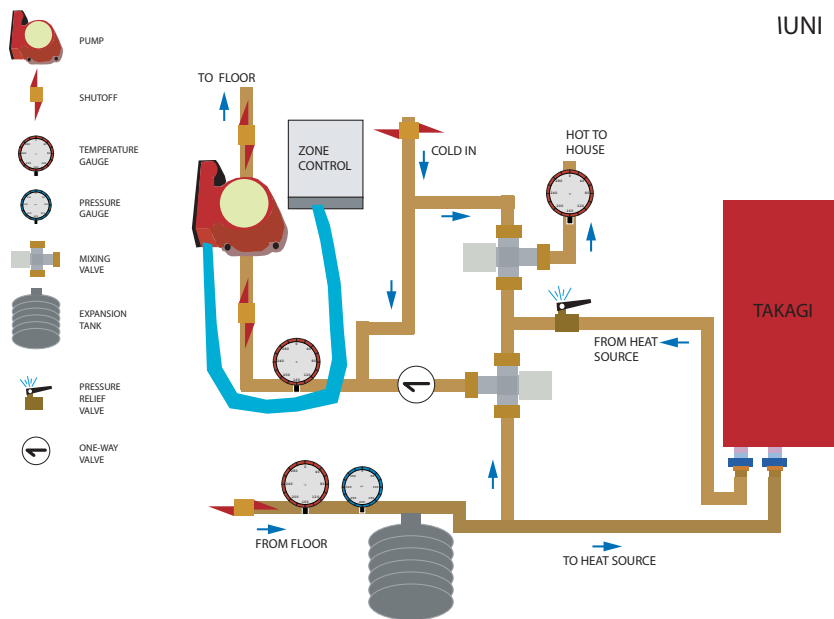 IUNI
PUMP
SHUTOFF
TEMPERATURE
GAUGE
PRESSURE
GAUGE
MIXING
VALVE
EXPANSION
TANK
PRESSURE
RELIEF
VALVE
ONE-WAY
VALVE
TO FLOOR
ZONE
CONTROL
COLD IN
HOT TO
HOUSE
TAKAGI
FROM HEAT
SOURCE
FROM FLOOR
TO HEAT SOURCE